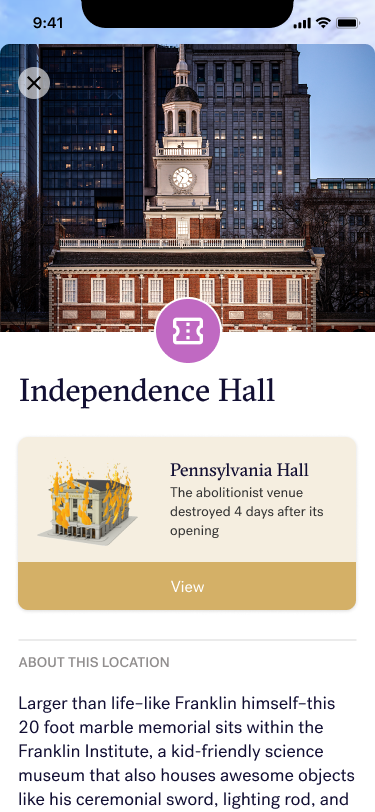 9:41
Independence Hall
Pennsylvania Hall
The abolitionist venue
destroyed 4 days after its
opening
View
ABOUT THIS LOCATION
Larger than life–like Franklin himself–this
20 foot marble memorial sits within the
Franklin Institute, a kid-friendly science
museum that also houses awesome objects
like his ceremonial sword, lighting rod, and